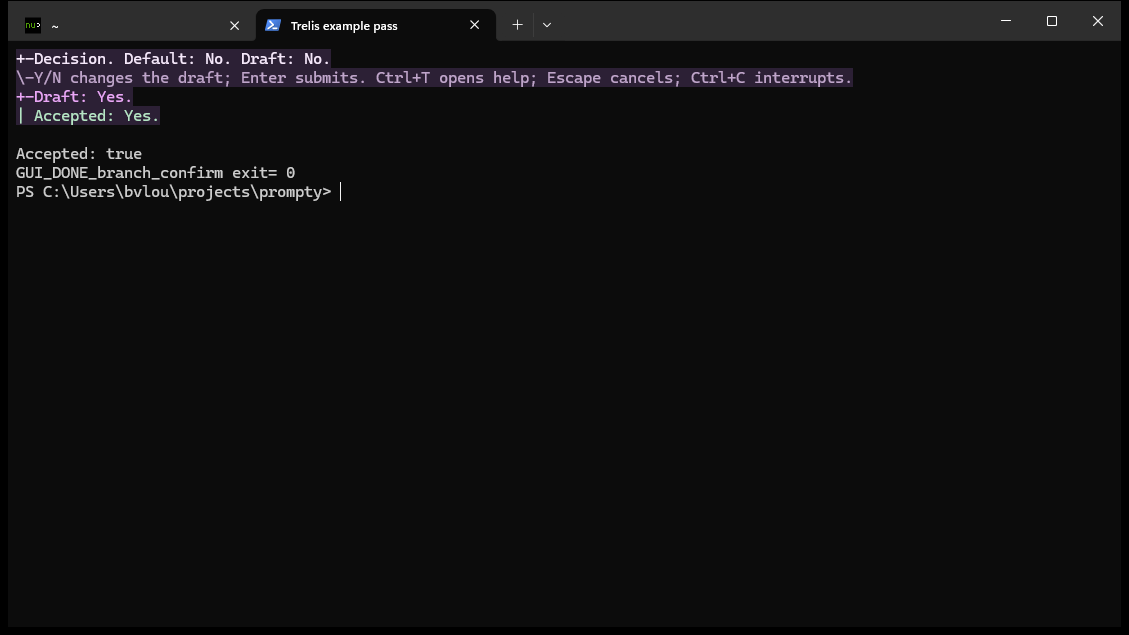 nu> ~
Trelis example pass
+-Decision. Default: No. Draft: No.
\-Y/N changes the draft; Enter submits. Ctrl+T opens help; Escape cancels; Ctrl+C interrupts.
+-Draft: Yes.
| Accepted: Yes.
Accepted: true
GUI_DONE_branch_confirm exit= 0
PS C:\Users\bvlou\projects\prompty>